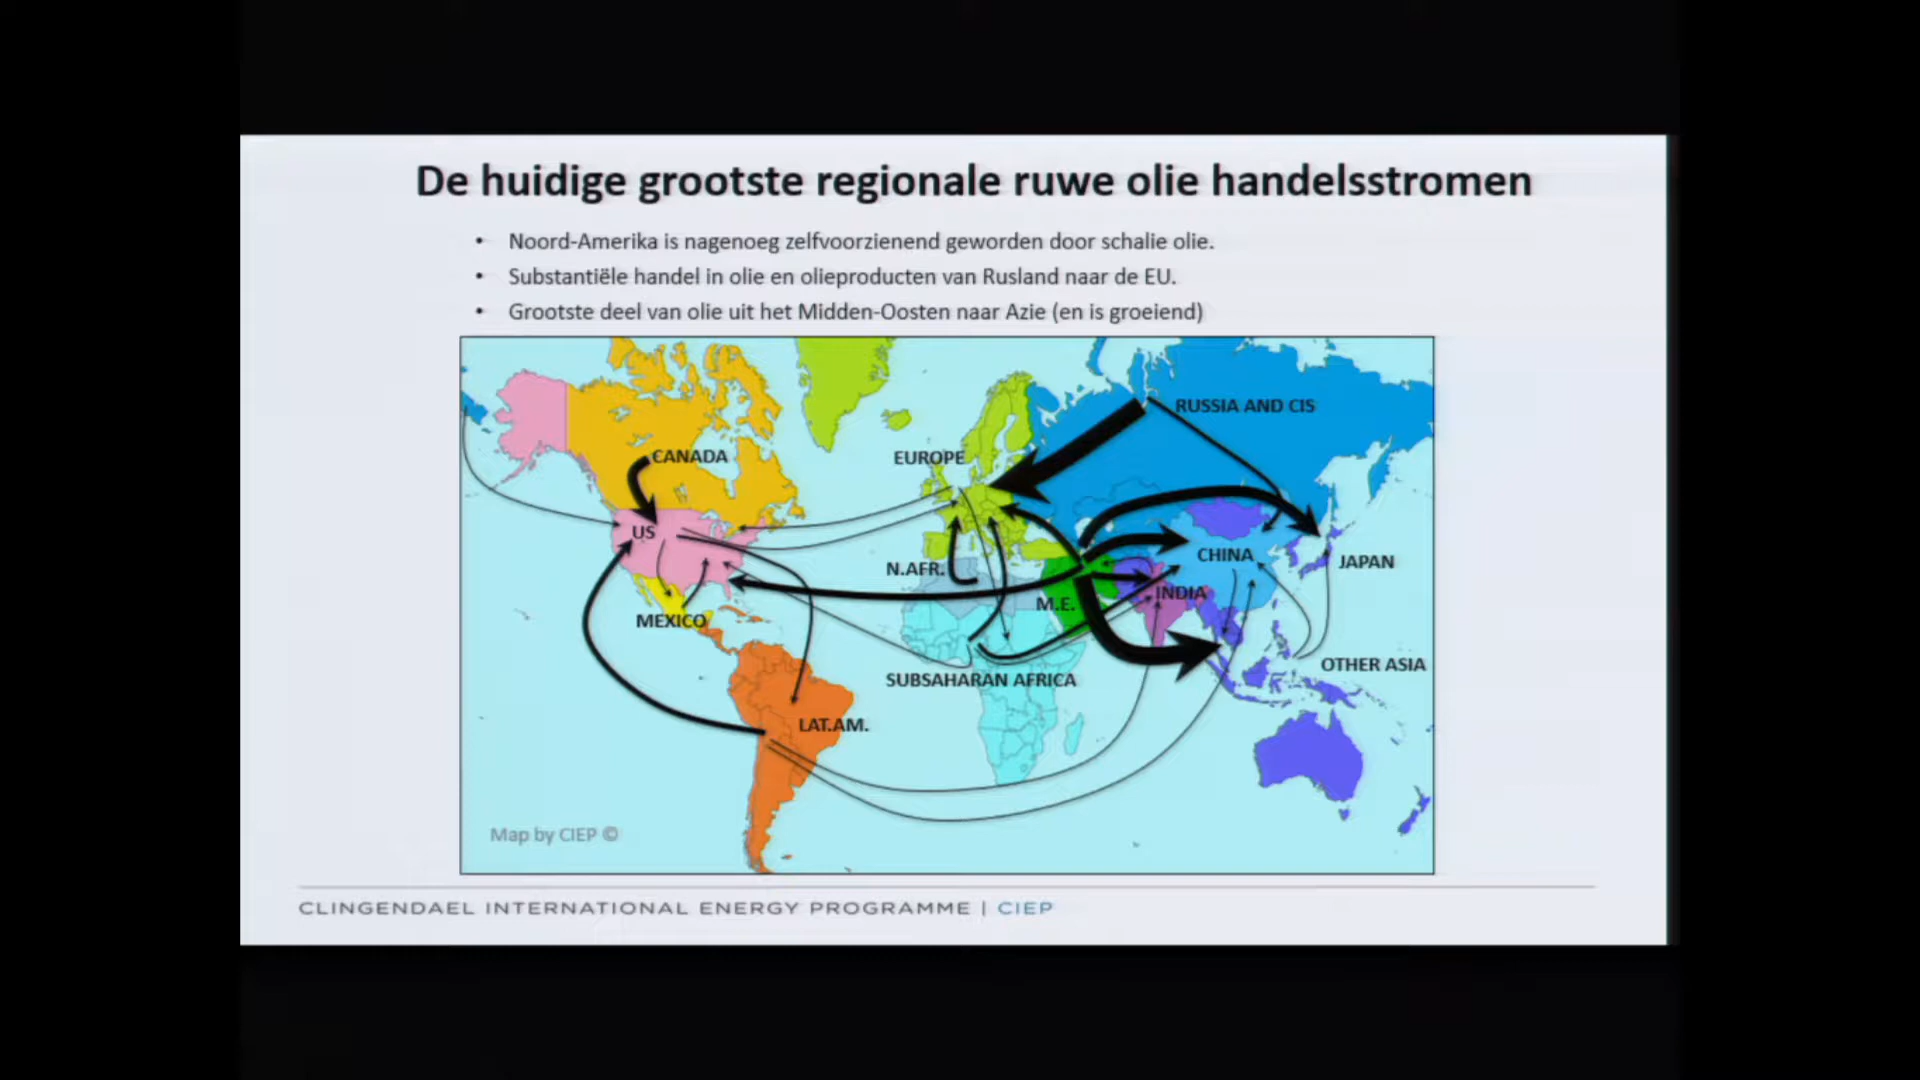 De huidige grootste regionale ruwe olie handelsstromen
• Noord-Amerika is nagenoeg zelfvoorzienend geworden door schalie olie.
• Substantiële handel in olie en olieproducten van Rusland naar de EU.
• Grootste deel van olie uit het Midden-Oosten naar Azie (en is groeiend)
RUSSIA AND CIS
CANADA
EUROPE
US
CHINA
JAPAN
N.AFR.
M.E.
INDIA
MEXICO
OTHER ASIA
SUBSAHARAN AFRICA
LAT.AM.
Map by CIEP ©
CLINGENDAEL INTERNATIONAL ENERGY PROGRAMME | CIEP